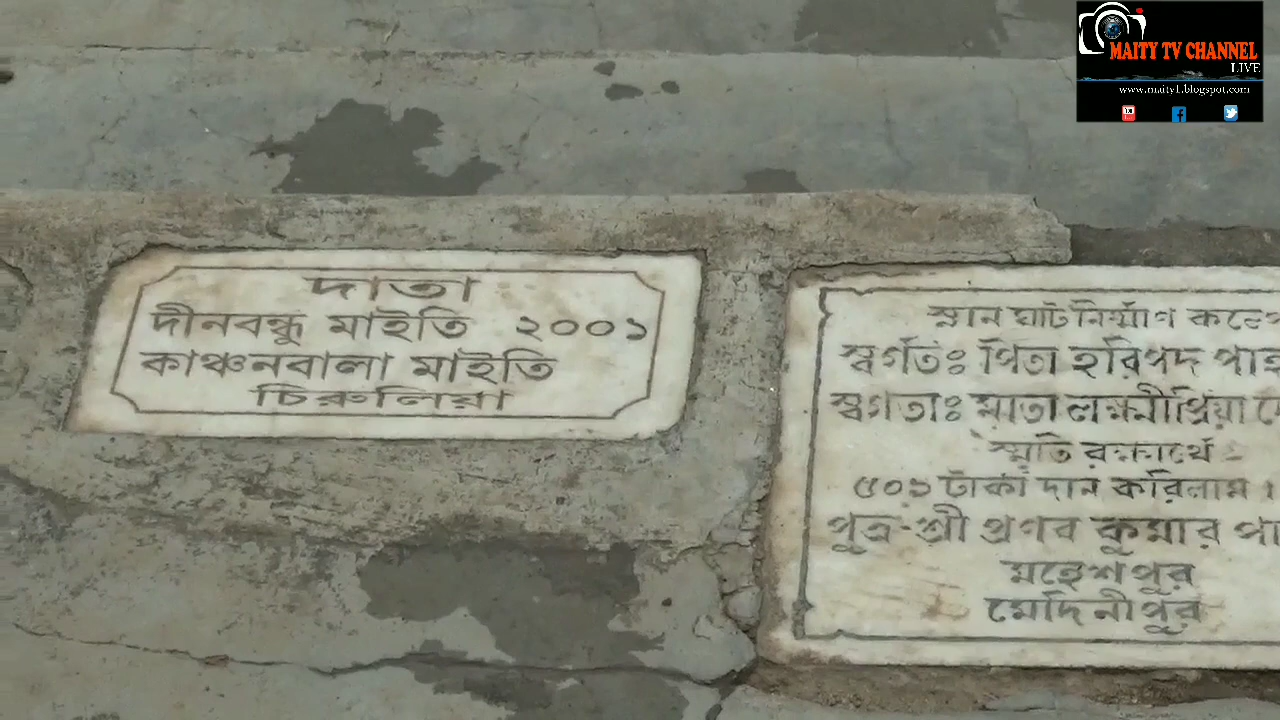 MAITY TV CHANNEL
LIVE
www.maity1.blogspot.com
দাতা
দীনবন্ধু মাইতি ২০০১
কাঞ্চনবালা মাইতি
চিরুলিয়া
স্নান ঘাট নির্ম্মাণ কল্পে
স্বর্গতঃ পিতা হরিপদ
স্বর্গতাঃ মাতা লক্ষ্মীপ্রিয়া
স্মৃতি রক্ষার্থে
৫০১ টাকা দান করিলাম।
পুত্র-শ্রী প্রণব কুমার
মহেশপুর
মেদিনীপুর